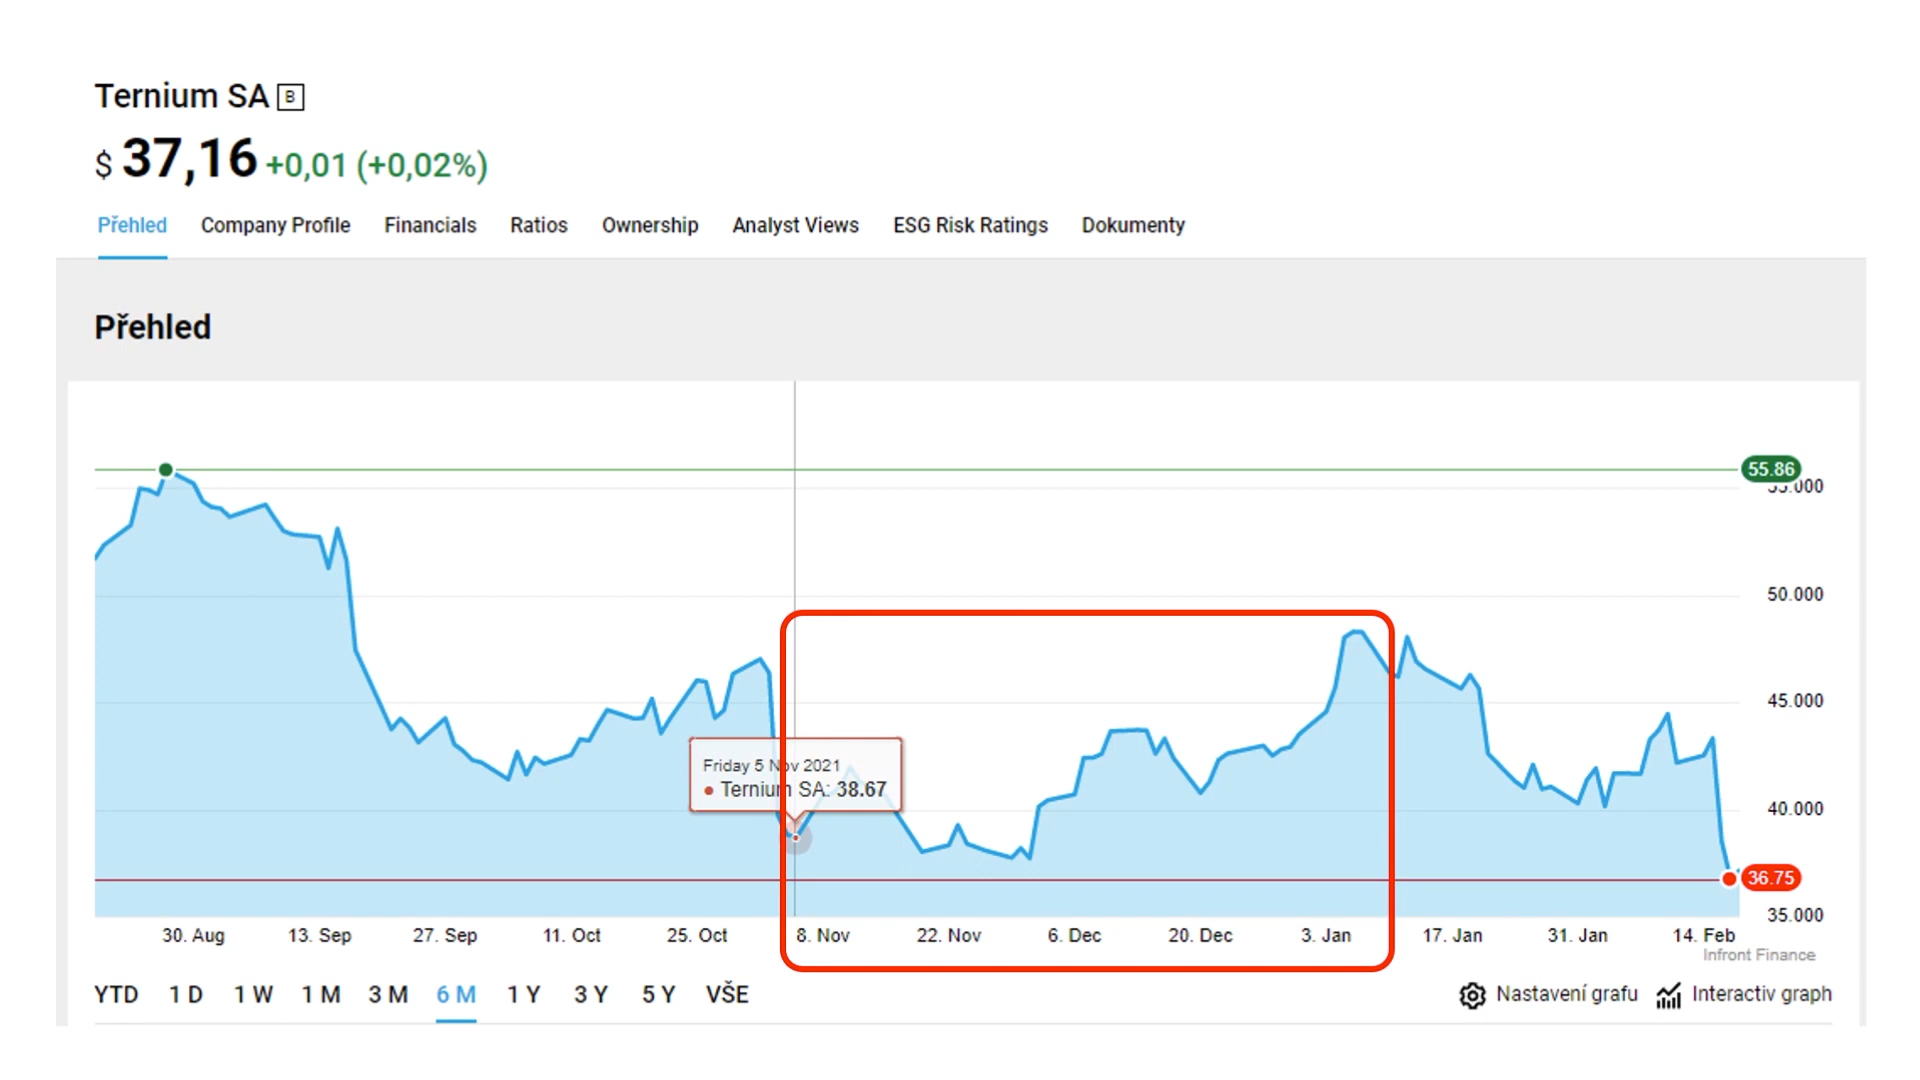 Ternium SA B
$ 37,16 +0,01 (+0,02%)
Přehled Company Profile Financials Ratios Ownership Analyst Views ESG Risk Ratings Dokumenty
Přehled
55.86
55.000
50.000
45.000
Friday 5 Nov 2021
Ternium SA: 38.67
40.000
36.75
35.000
30. Aug 13. Sep 27. Sep 11. Oct 25. Oct 8. Nov 22. Nov 6. Dec 20. Dec 3. Jan 17. Jan 31. Jan 14. Feb
Infront Finance
YTD 1 D 1 W 1 M 3 M 6 M 1 Y 3 Y 5 Y VŠE Nastavení grafu Interactiv graph